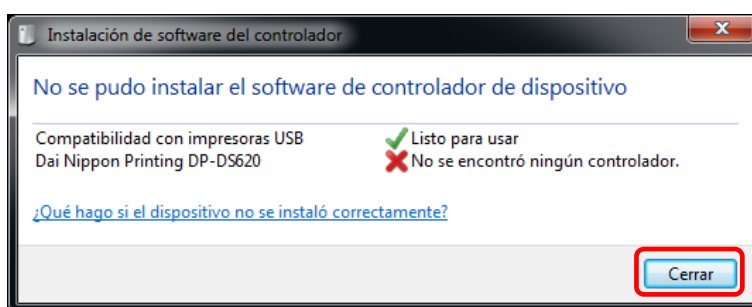 Instalación de software del controlador
No se pudo instalar el software de controlador de dispositivo
Compatibilidad con impresoras USB Listo para usar
Dai Nippon Printing DP-DS620 No se encontró ningún controlador.
¿Qué hago si el dispositivo no se instaló correctamente?
Cerrar